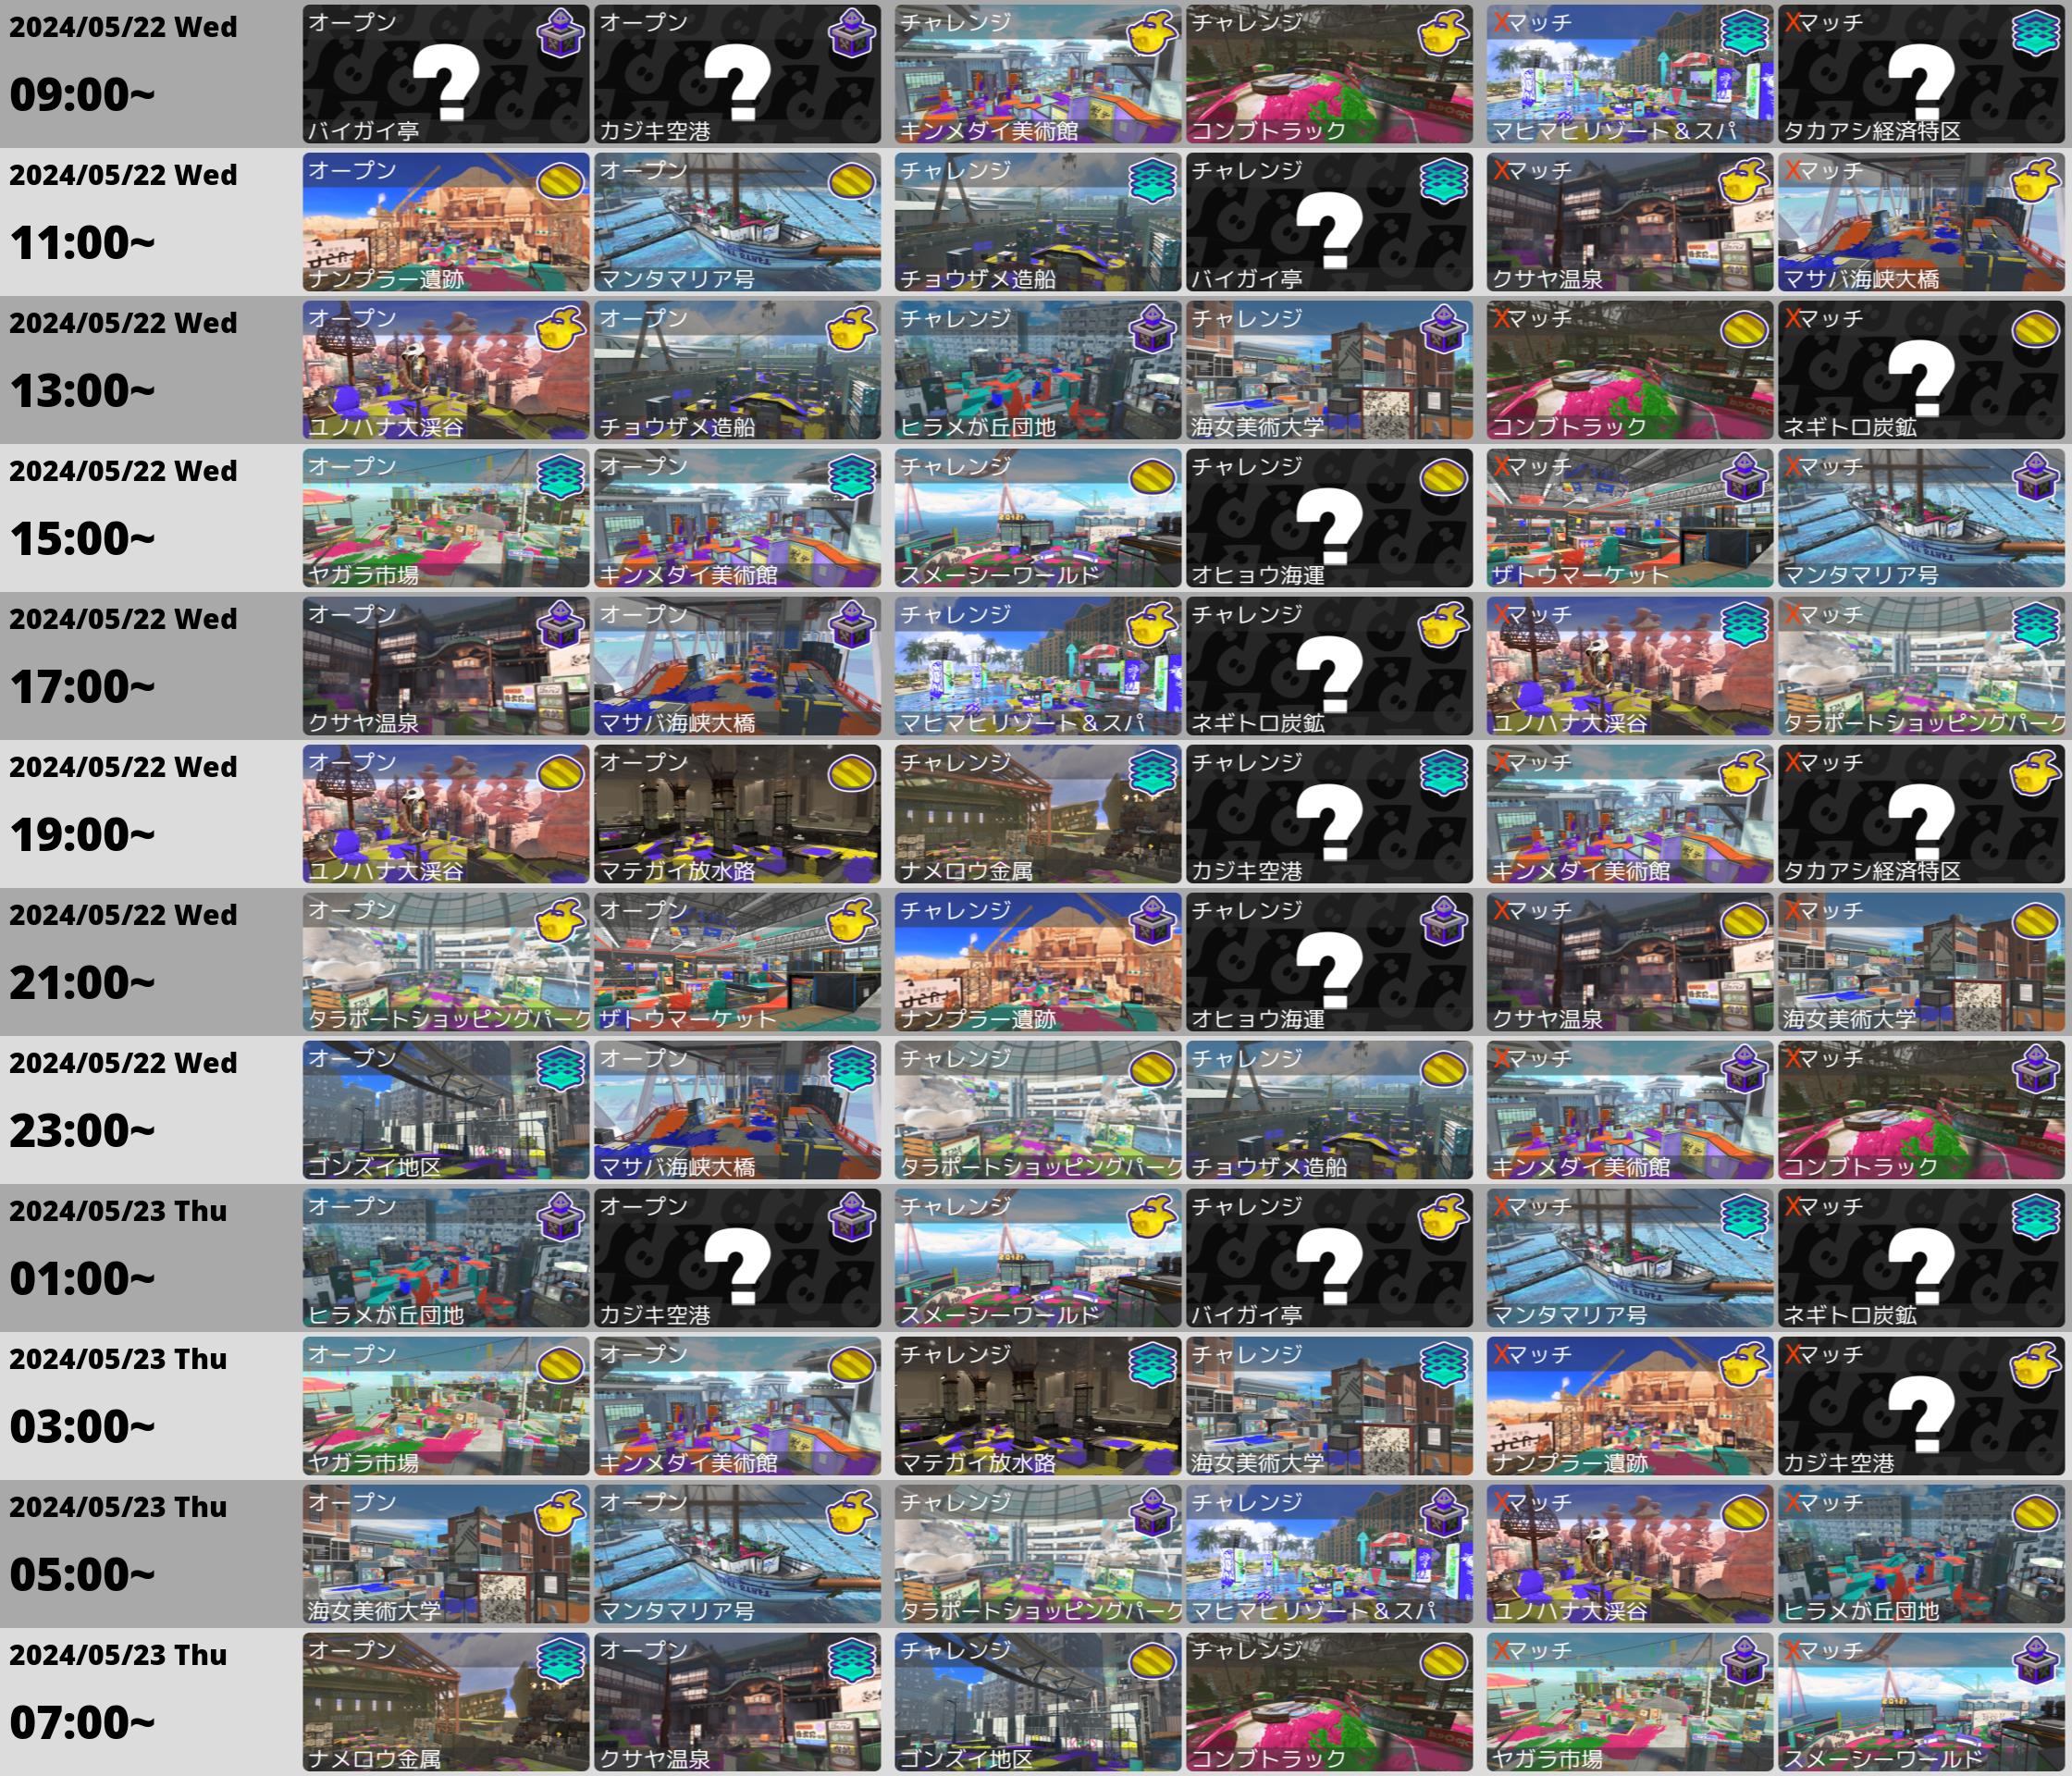 2024/05/22 Wed
09:00~
オープン
バイガイ亭
オープン
カジキ空港
チャレンジ
キンメダイ美術館
チャレンジ
コンブトラック
Xマッチ
マヒマヒリゾート＆スパ
Xマッチ
タカアシ経済特区
2024/05/22 Wed
11:00~
オープン
ナンプラー遺跡
オープン
マンタマリア号
チャレンジ
チョウザメ造船
チャレンジ
バイガイ亭
Xマッチ
クサヤ温泉
Xマッチ
マサバ海峡大橋
2024/05/22 Wed
13:00~
オープン
ユノハナ大渓谷
オープン
チョウザメ造船
チャレンジ
ヒラメが丘団地
チャレンジ
海女美術大学
Xマッチ
コンブトラック
Xマッチ
ネギトロ炭鉱
2024/05/22 Wed
15:00~
オープン
ヤガラ市場
オープン
キンメダイ美術館
チャレンジ
スメーシーワールド
チャレンジ
オヒョウ海運
Xマッチ
ザトウマーケット
Xマッチ
マンタマリア号
2024/05/22 Wed
17:00~
オープン
クサヤ温泉
オープン
マサバ海峡大橋
チャレンジ
マヒマヒリゾート＆スパ
チャレンジ
ネギトロ炭鉱
Xマッチ
ユノハナ大渓谷
Xマッチ
タラポートショッピングパーク
2024/05/22 Wed
19:00~
オープン
ユノハナ大渓谷
オープン
マテガイ放水路
チャレンジ
ナメロウ金属
チャレンジ
カジキ空港
Xマッチ
キンメダイ美術館
Xマッチ
タカアシ経済特区
2024/05/22 Wed
21:00~
オープン
タラポートショッピングパーク
オープン
ザトウマーケット
チャレンジ
ナンプラー遺跡
チャレンジ
オヒョウ海運
Xマッチ
クサヤ温泉
Xマッチ
海女美術大学
2024/05/22 Wed
23:00~
オープン
ゴンズイ地区
オープン
マサバ海峡大橋
チャレンジ
タラポートショッピングパーク
チャレンジ
チョウザメ造船
Xマッチ
キンメダイ美術館
Xマッチ
コンブトラック
2024/05/23 Thu
01:00~
オープン
ヒラメが丘団地
オープン
カジキ空港
チャレンジ
スメーシーワールド
チャレンジ
バイガイ亭
Xマッチ
マンタマリア号
Xマッチ
ネギトロ炭鉱
2024/05/23 Thu
03:00~
オープン
ヤガラ市場
オープン
キンメダイ美術館
チャレンジ
マテガイ放水路
チャレンジ
海女美術大学
Xマッチ
ナンプラー遺跡
Xマッチ
カジキ空港
2024/05/23 Thu
05:00~
オープン
海女美術大学
オープン
マンタマリア号
チャレンジ
タラポートショッピングパーク
チャレンジ
マヒマヒリゾート＆スパ
Xマッチ
ユノハナ大渓谷
Xマッチ
ヒラメが丘団地
2024/05/23 Thu
07:00~
オープン
ナメロウ金属
オープン
クサヤ温泉
チャレンジ
ゴンズイ地区
チャレンジ
コンブトラック
Xマッチ
ヤガラ市場
Xマッチ
スメーシーワールド